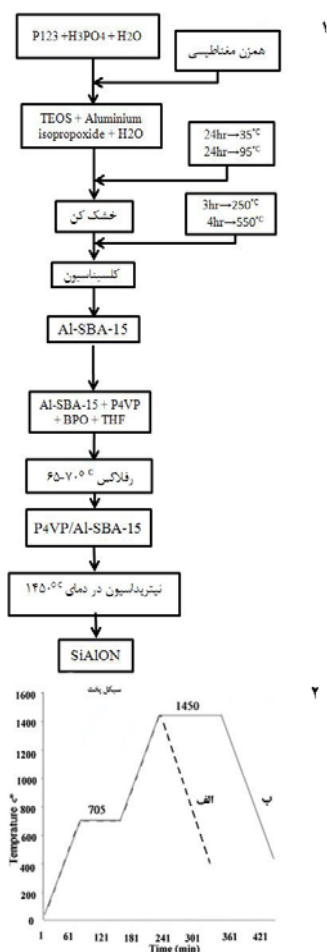 ۱
P123 +H3PO4 + H2O
همزن مغناطیسی
TEOS + Aluminium
isopropoxide + H2O
24hr→35°C
24hr→95°C
خشک کن
3hr→250°C
4hr→550°C
کلسیناسیون
Al-SBA-15
Al-SBA-15 + P4VP
+ BPO + THF
رفلاکس ۶۵-۷۰°C
P4VP/Al-SBA-15
نیتریداسیون در دمای ۱۴۵۰°C
SiAlON
۲
سیکل پخت
1600
1400
1200
1000
800
600
400
200
0
1450
705
الف
ب
Temprature c°
1 61 121 181 241 301 361 421
Time (min)